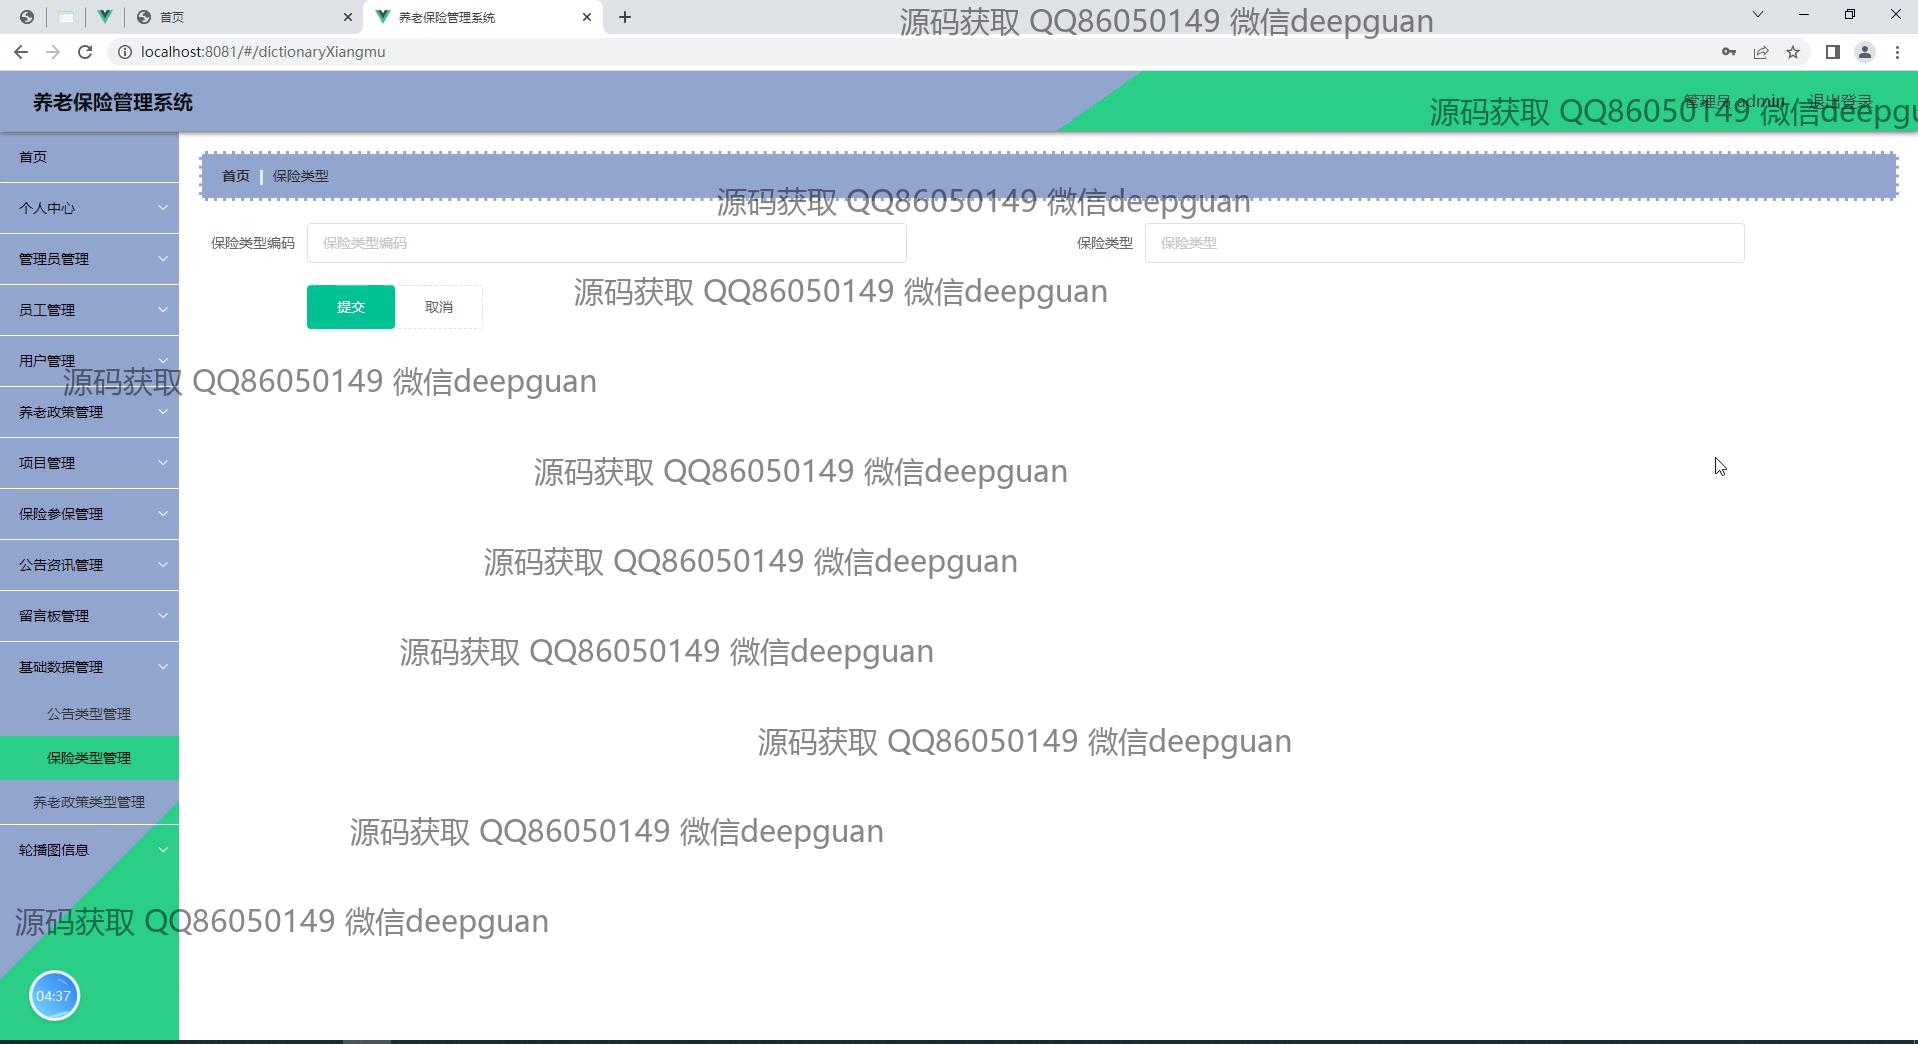 首页
养老保险管理系统
源码获取 QQ86050149 微信deepguan
localhost:8081/#/dictionaryXiangmu
养老保险管理系统
管理员 admin 退出登录
源码获取 QQ86050149 微信deepgu
首页
首页 | 保险类型
源码获取 QQ86050149 微信deepguan
个人中心
保险类型编码 保险类型编码 保险类型 保险类型
管理员管理
源码获取 QQ86050149 微信deepguan
提交 取消
员工管理
用户管理
源码获取 QQ86050149 微信deepguan
养老政策管理
项目管理
源码获取 QQ86050149 微信deepguan
保险参保管理
公告资讯管理
源码获取 QQ86050149 微信deepguan
留言板管理
源码获取 QQ86050149 微信deepguan
基础数据管理
公告类型管理
源码获取 QQ86050149 微信deepguan
保险类型管理
养老政策类型管理
源码获取 QQ86050149 微信deepguan
轮播图信息
源码获取 QQ86050149 微信deepguan
04:37